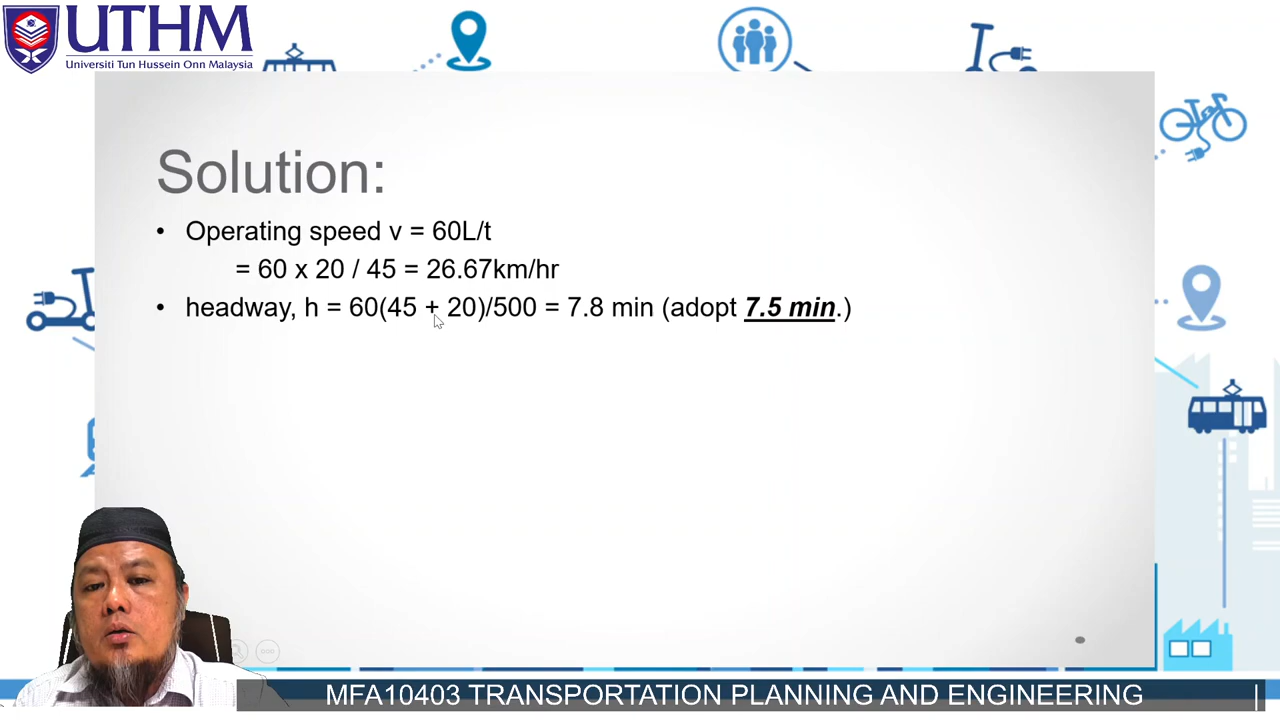 UTHM
Universiti Tun Hussein Onn Malaysia
Solution:
• Operating speed v = 60L/t
= 60 x 20 / 45 = 26.67km/hr
• headway, h = 60(45 + 20)/500 = 7.8 min (adopt 7.5 min.)
MFA10403 TRANSPORTATION PLANNING AND ENGINEERING